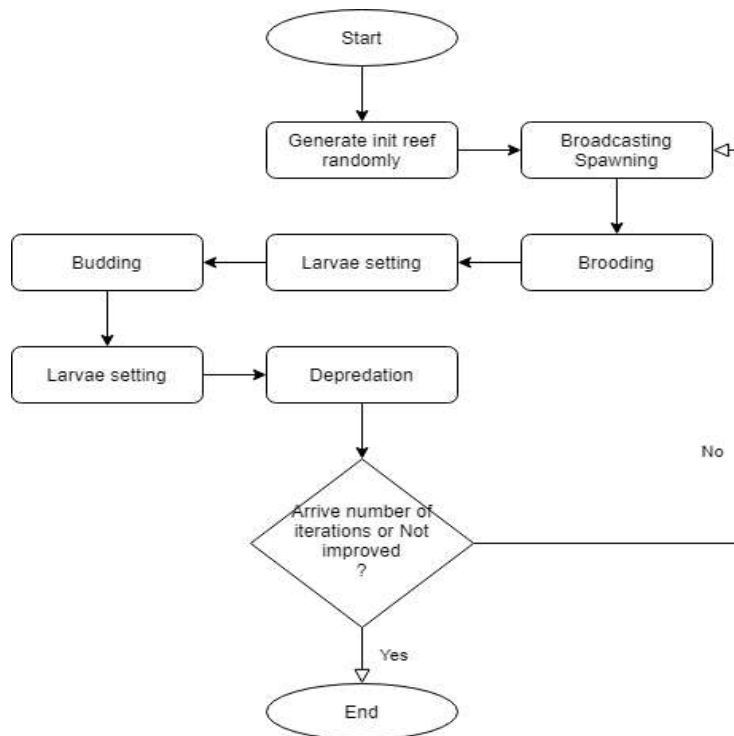 Start
Generate init reef
randomly
Broadcasting
Spawning
Budding
Larvae setting
Brooding
Larvae setting
Depredation
No
Arrive number of
iterations or Not
improved
?
Yes
End